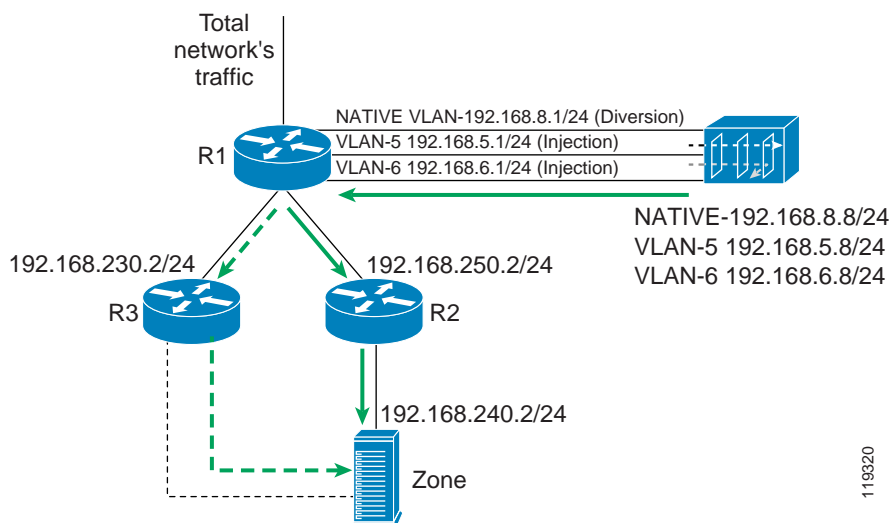 Total
network's
traffic
NATIVE VLAN-192.168.8.1/24 (Diversion)
VLAN-5 192.168.5.1/24 (Injection)
VLAN-6 192.168.6.1/24 (Injection)
R1
NATIVE-192.168.8.8/24
VLAN-5 192.168.5.8/24
VLAN-6 192.168.6.8/24
192.168.230.2/24
192.168.250.2/24
R3
R2
192.168.240.2/24
Zone
119320